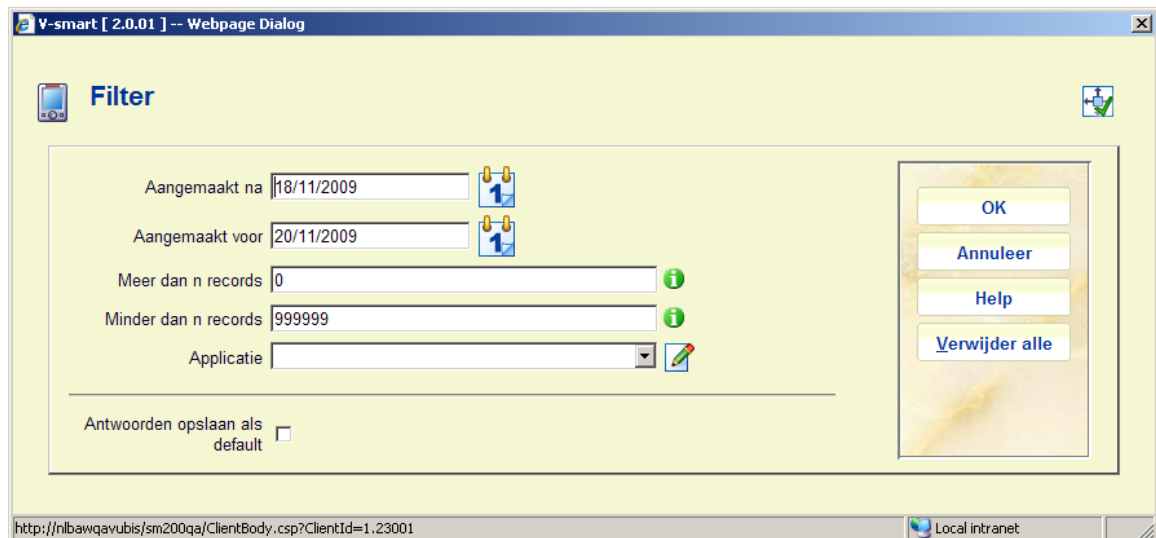 V-smart [ 2.0.01 ] -- Webpage Dialog
Filter
Aangemaakt na 18/11/2009
Aangemaakt voor 20/11/2009
Meer dan n records 0
Minder dan n records 999999
Applicatie
Antwoorden opslaan als
default
OK
Annuleer
Help
Verwijder alle
http://nlbawqavubis/sm200qa/ClientBody.csp?ClientId=1.23001
Local intranet